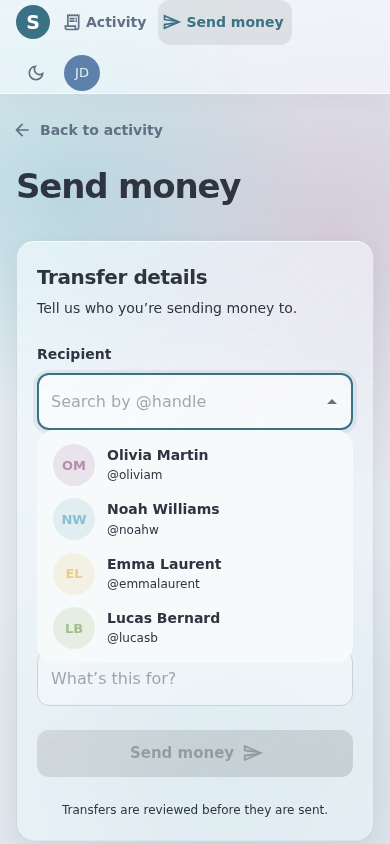 S
Activity
Send money
JD
Back to activity
Send money
Transfer details
Tell us who you’re sending money to.
Recipient
Search by @handle
OM
Olivia Martin
@oliviam
NW
Noah Williams
@noahw
EL
Emma Laurent
@emmalaurent
LB
Lucas Bernard
@lucasb
What’s this for?
Send money
Transfers are reviewed before they are sent.